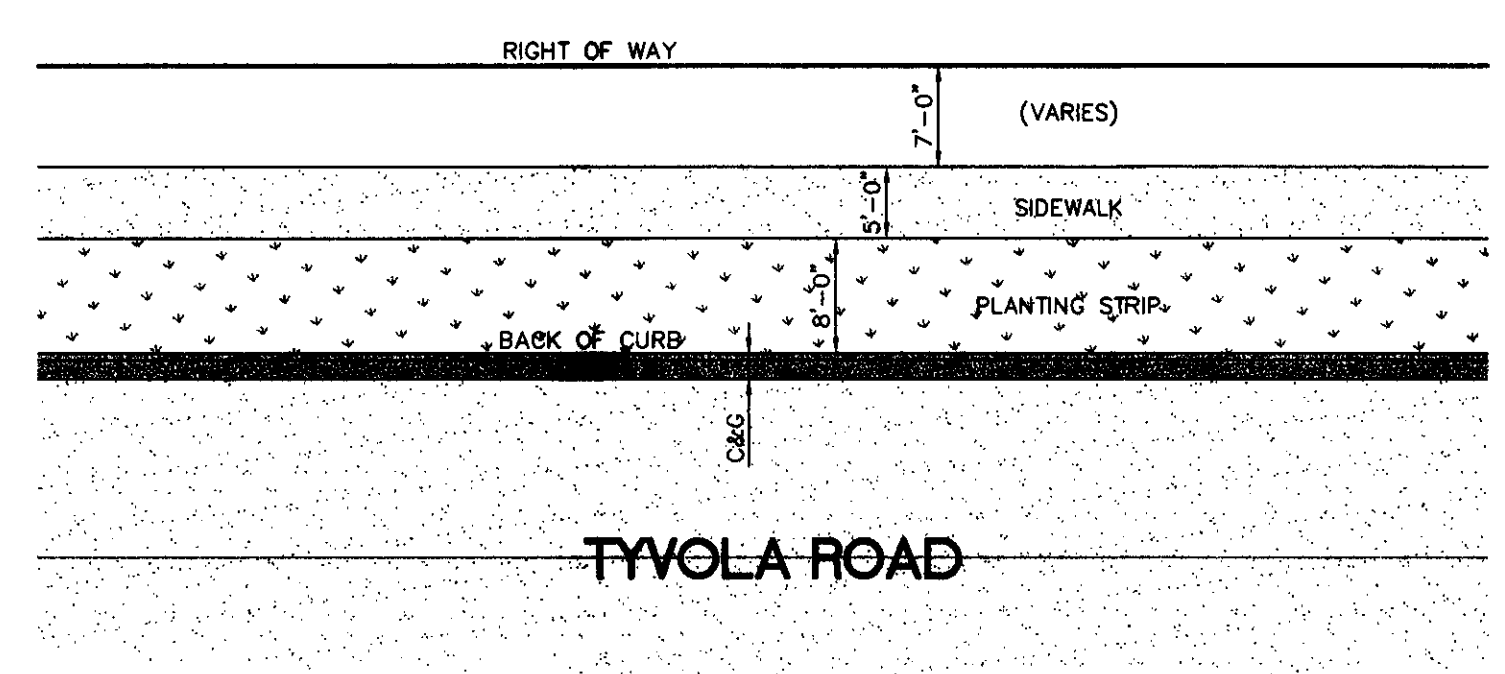 RIGHT OF WAY
7'-0"
(VARIES)
5'-0"
SIDEWALK
8'-0"
PLANTING STRIP
BACK OF CURB
C&G
TYVOLA ROAD